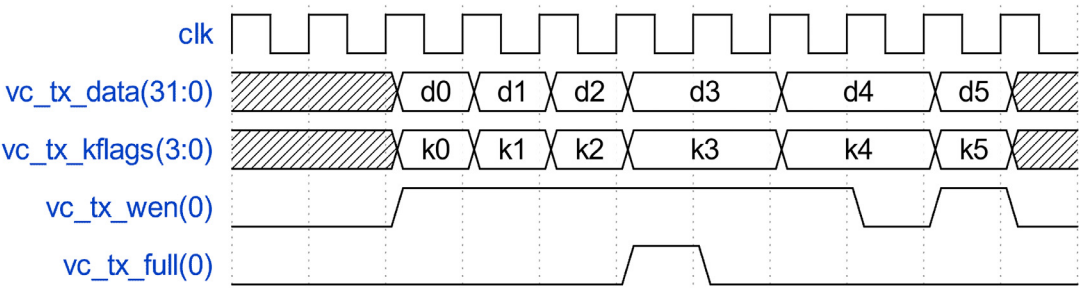 clk
vc_tx_data(31:0) d0 d1 d2 d3 d4 d5
vc_tx_kflags(3:0) k0 k1 k2 k3 k4 k5
vc_tx_wen(0)
vc_tx_full(0)